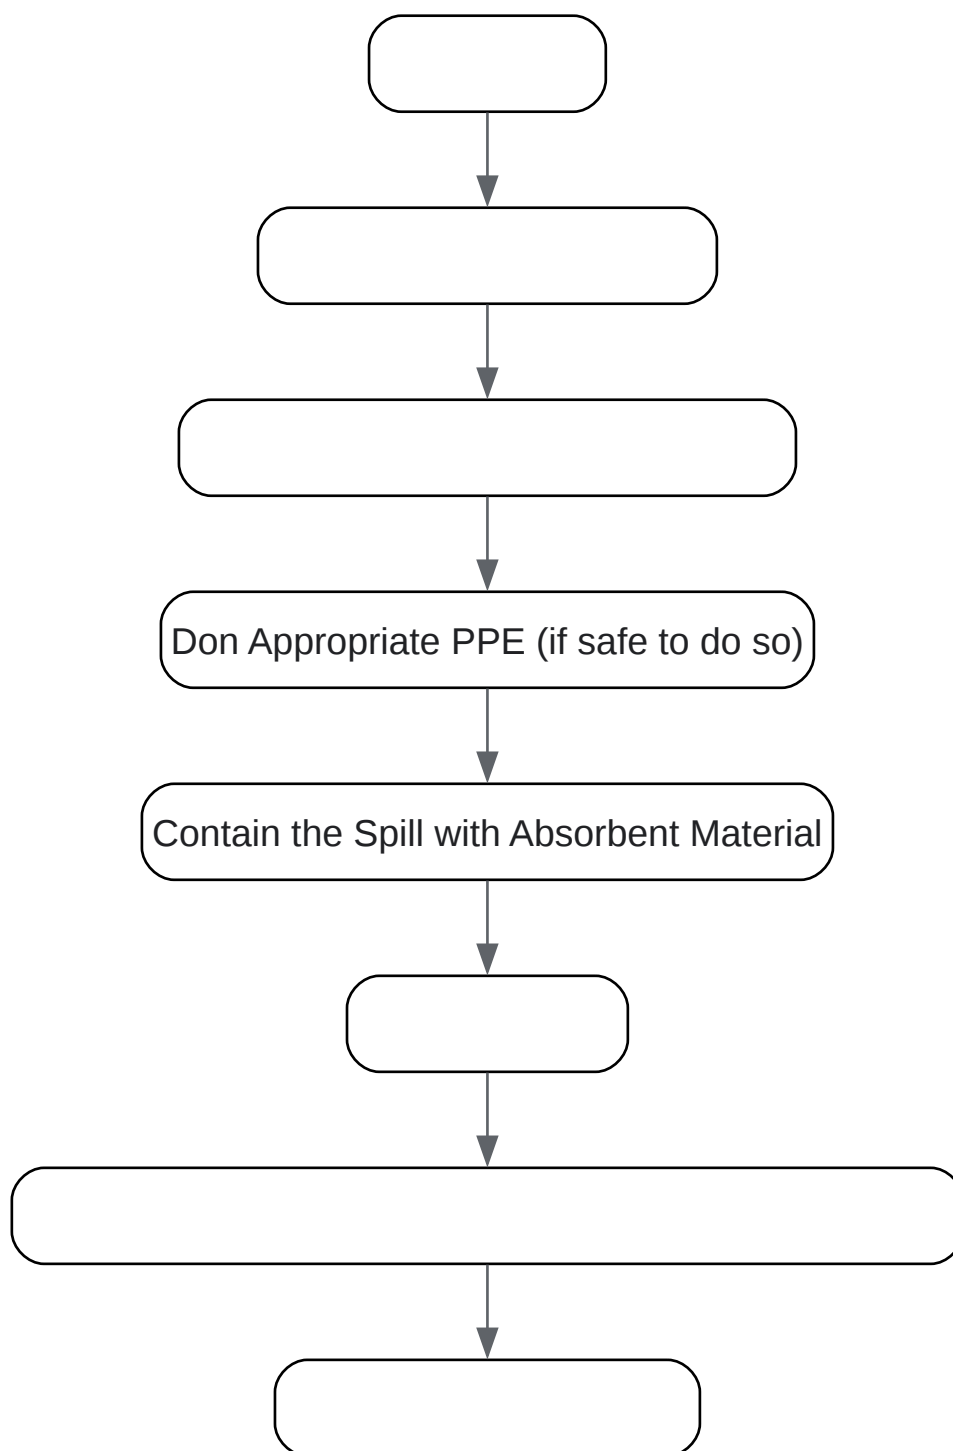 Don Appropriate PPE (if safe to do so)
Contain the Spill with Absorbent Material